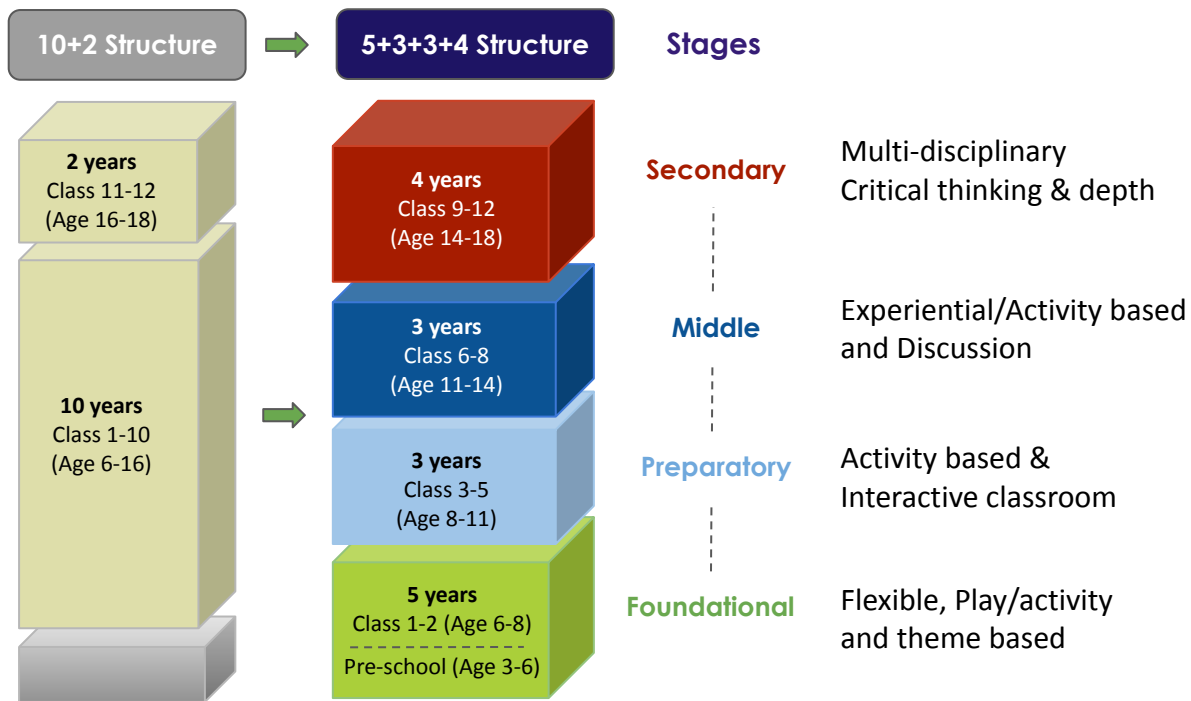 10+2 Structure
5+3+3+4 Structure
Stages
2 years
Class 11-12
(Age 16-18)
10 years
Class 1-10
(Age 6-16)
4 years
Class 9-12
(Age 14-18)
Secondary
Multi-disciplinary
Critical thinking & depth
3 years
Class 6-8
(Age 11-14)
Middle
Experiential/Activity based
and Discussion
3 years
Class 3-5
(Age 8-11)
Preparatory
Activity based &
Interactive classroom
5 years
Class 1-2 (Age 6-8)
Pre-school (Age 3-6)
Foundational
Flexible, Play/activity
and theme based